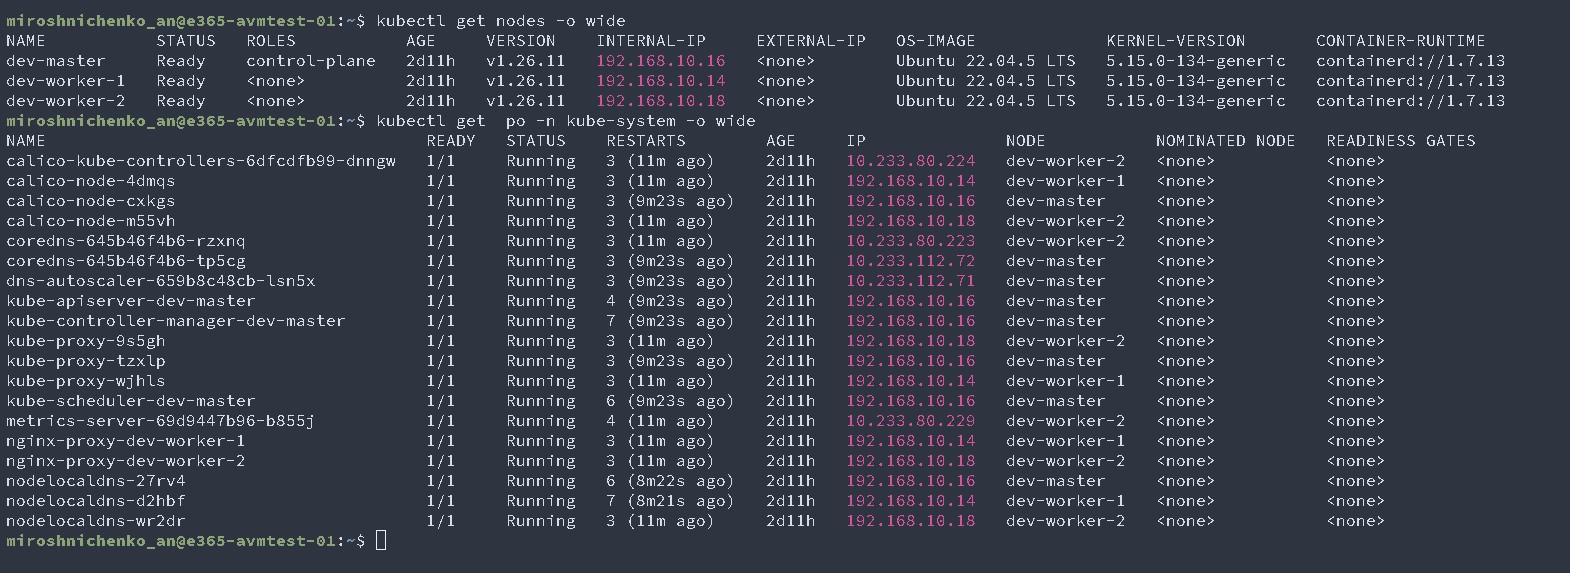 miroshnichenko_an@e365-avmtest-01:~$ kubectl get nodes -o wide
NAME STATUS ROLES AGE VERSION INTERNAL-IP EXTERNAL-IP OS-IMAGE KERNEL-VERSION CONTAINER-RUNTIME
dev-master Ready control-plane 2d11h v1.26.11 192.168.10.16 <none> Ubuntu 22.04.5 LTS 5.15.0-134-generic containerd://1.7.13
dev-worker-1 Ready <none> 2d11h v1.26.11 192.168.10.14 <none> Ubuntu 22.04.5 LTS 5.15.0-134-generic containerd://1.7.13
dev-worker-2 Ready <none> 2d11h v1.26.11 192.168.10.18 <none> Ubuntu 22.04.5 LTS 5.15.0-134-generic containerd://1.7.13
miroshnichenko_an@e365-avmtest-01:~$ kubectl get  po -n kube-system -o wide
NAME READY STATUS RESTARTS AGE IP NODE NOMINATED NODE READINESS GATES
calico-kube-controllers-6dfcdfb99-dnngw 1/1 Running 3 (11m ago) 2d11h 10.233.80.224 dev-worker-2 <none> <none>
calico-node-4dmqs 1/1 Running 3 (11m ago) 2d11h 192.168.10.14 dev-worker-1 <none> <none>
calico-node-cxkgs 1/1 Running 3 (9m23s ago) 2d11h 192.168.10.16 dev-master <none> <none>
calico-node-m55vh 1/1 Running 3 (11m ago) 2d11h 192.168.10.18 dev-worker-2 <none> <none>
coredns-645b46f4b6-rzxnq 1/1 Running 3 (11m ago) 2d11h 10.233.80.223 dev-worker-2 <none> <none>
coredns-645b46f4b6-tp5cg 1/1 Running 3 (9m23s ago) 2d11h 10.233.112.72 dev-master <none> <none>
dns-autoscaler-659b8c48cb-lsn5x 1/1 Running 3 (9m23s ago) 2d11h 10.233.112.71 dev-master <none> <none>
kube-apiserver-dev-master 1/1 Running 4 (9m23s ago) 2d11h 192.168.10.16 dev-master <none> <none>
kube-controller-manager-dev-master 1/1 Running 7 (9m23s ago) 2d11h 192.168.10.16 dev-master <none> <none>
kube-proxy-9s5gh 1/1 Running 3 (11m ago) 2d11h 192.168.10.18 dev-worker-2 <none> <none>
kube-proxy-tzxlp 1/1 Running 3 (9m23s ago) 2d11h 192.168.10.16 dev-master <none> <none>
kube-proxy-wjhls 1/1 Running 3 (11m ago) 2d11h 192.168.10.14 dev-worker-1 <none> <none>
kube-scheduler-dev-master 1/1 Running 6 (9m23s ago) 2d11h 192.168.10.16 dev-master <none> <none>
metrics-server-69d9447b96-b855j 1/1 Running 4 (11m ago) 2d11h 10.233.80.229 dev-worker-2 <none> <none>
nginx-proxy-dev-worker-1 1/1 Running 3 (11m ago) 2d11h 192.168.10.14 dev-worker-1 <none> <none>
nginx-proxy-dev-worker-2 1/1 Running 3 (11m ago) 2d11h 192.168.10.18 dev-worker-2 <none> <none>
nodelocaldns-27rv4 1/1 Running 6 (8m22s ago) 2d11h 192.168.10.16 dev-master <none> <none>
nodelocaldns-d2hbf 1/1 Running 7 (8m21s ago) 2d11h 192.168.10.14 dev-worker-1 <none> <none>
nodelocaldns-wr2dr 1/1 Running 3 (11m ago) 2d11h 192.168.10.18 dev-worker-2 <none> <none>
miroshnichenko_an@e365-avmtest-01:~$